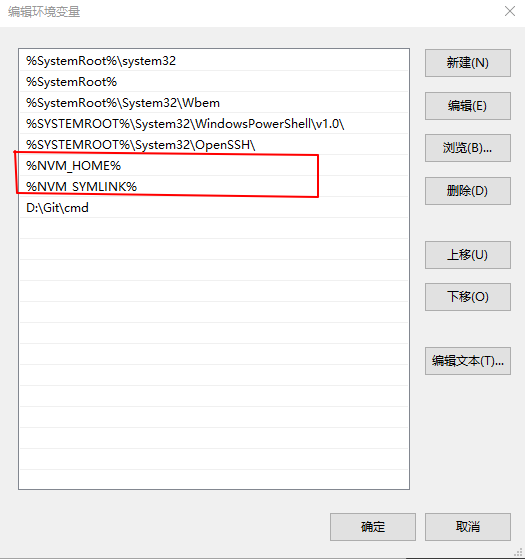 编辑环境变量
%SystemRoot%\system32
%SystemRoot%
%SystemRoot%\System32\Wbem
%SYSTEMROOT%\System32\WindowsPowerShell\v1.0\
%SYSTEMROOT%\System32\OpenSSH\
%NVM_HOME%
%NVM_SYMLINK%
D:\Git\cmd
新建(N)
编辑(E)
浏览(B)...
删除(D)
上移(U)
下移(O)
编辑文本(T)...
确定
取消